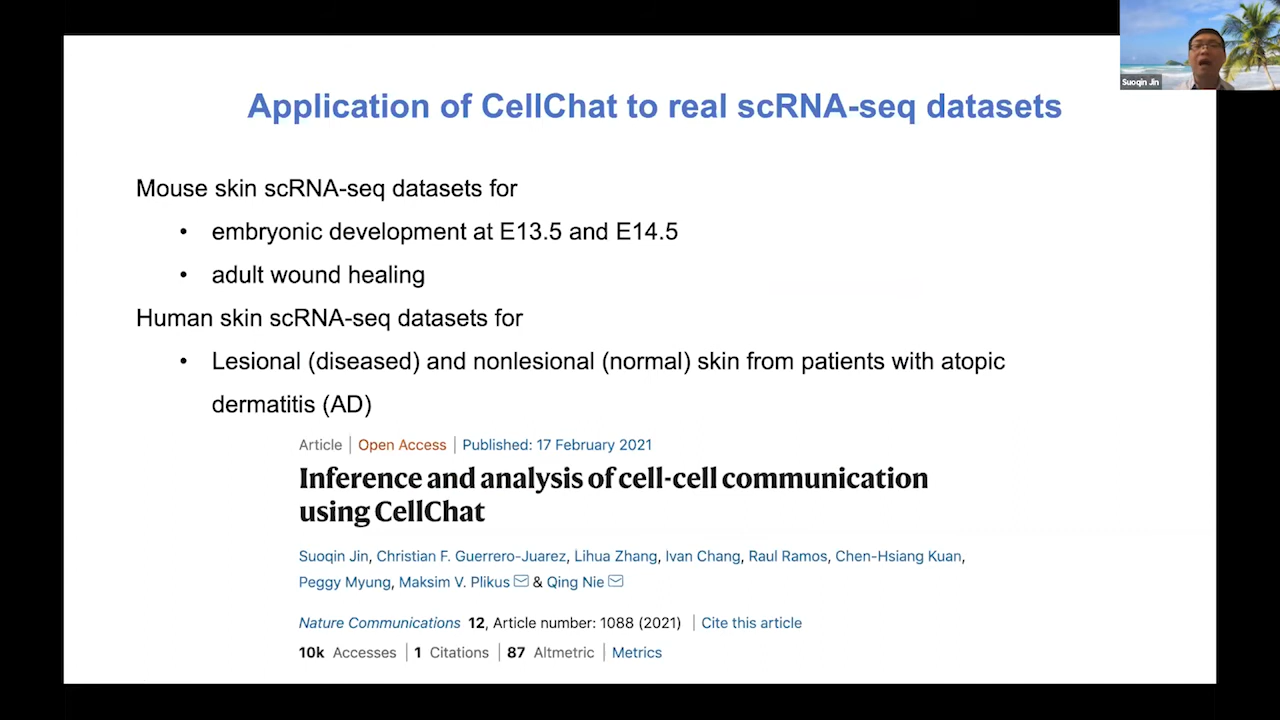 Application of CellChat to real scRNA-seq datasets
Suoqin Jin
Mouse skin scRNA-seq datasets for
• embryonic development at E13.5 and E14.5
• adult wound healing
Human skin scRNA-seq datasets for
• Lesional (diseased) and nonlesional (normal) skin from patients with atopic
dermatitis (AD)
Article | Open Access | Published: 17 February 2021
Inference and analysis of cell-cell communication
using CellChat
Suoqin Jin, Christian F. Guerrero-Juarez, Lihua Zhang, Ivan Chang, Raul Ramos, Chen-Hsiang Kuan,
Peggy Myung, Maksim V. Plikus & Qing Nie
Nature Communications 12, Article number: 1088 (2021) | Cite this article
10k Accesses | 1 Citations | 87 Altmetric | Metrics